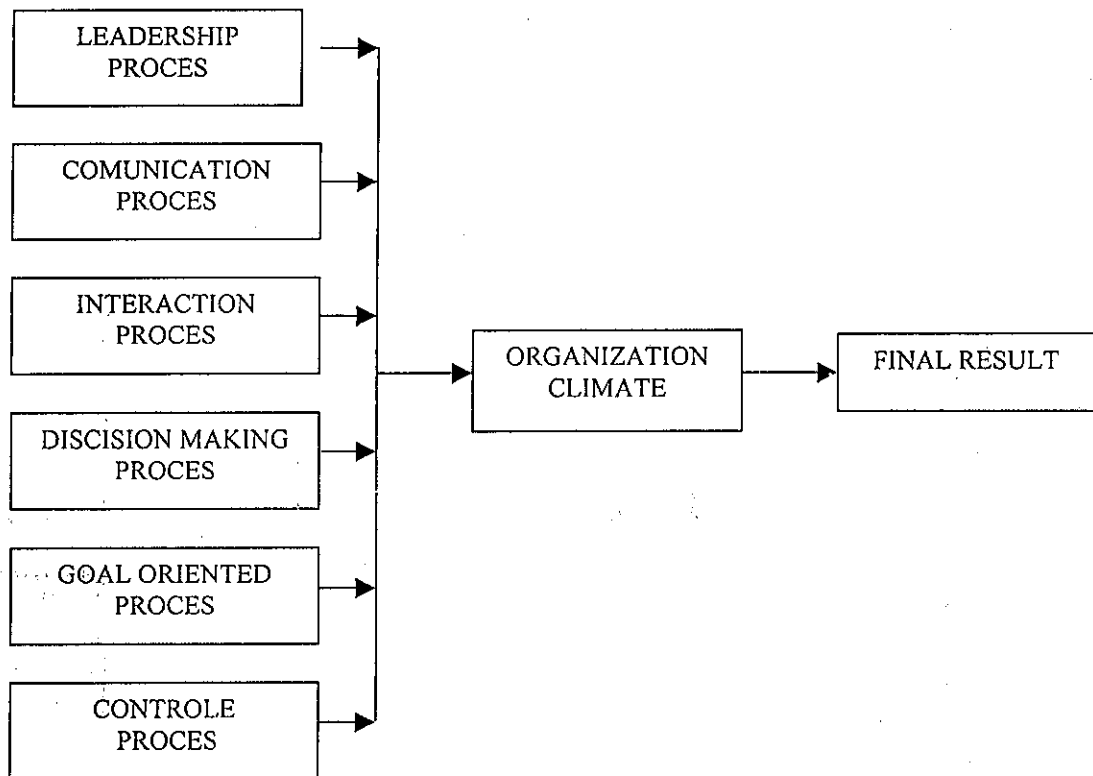 LEADERSHIP
PROCES
COMUNICATION
PROCES
INTERACTION
PROCES
DISCISION MAKING
PROCES
GOAL ORIENTED
PROCES
CONTROLE
PROCES
ORGANIZATION
CLIMATE
FINAL RESULT